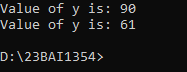 Value of y is: 90
Value of y is: 61
D:\23BAI1354>